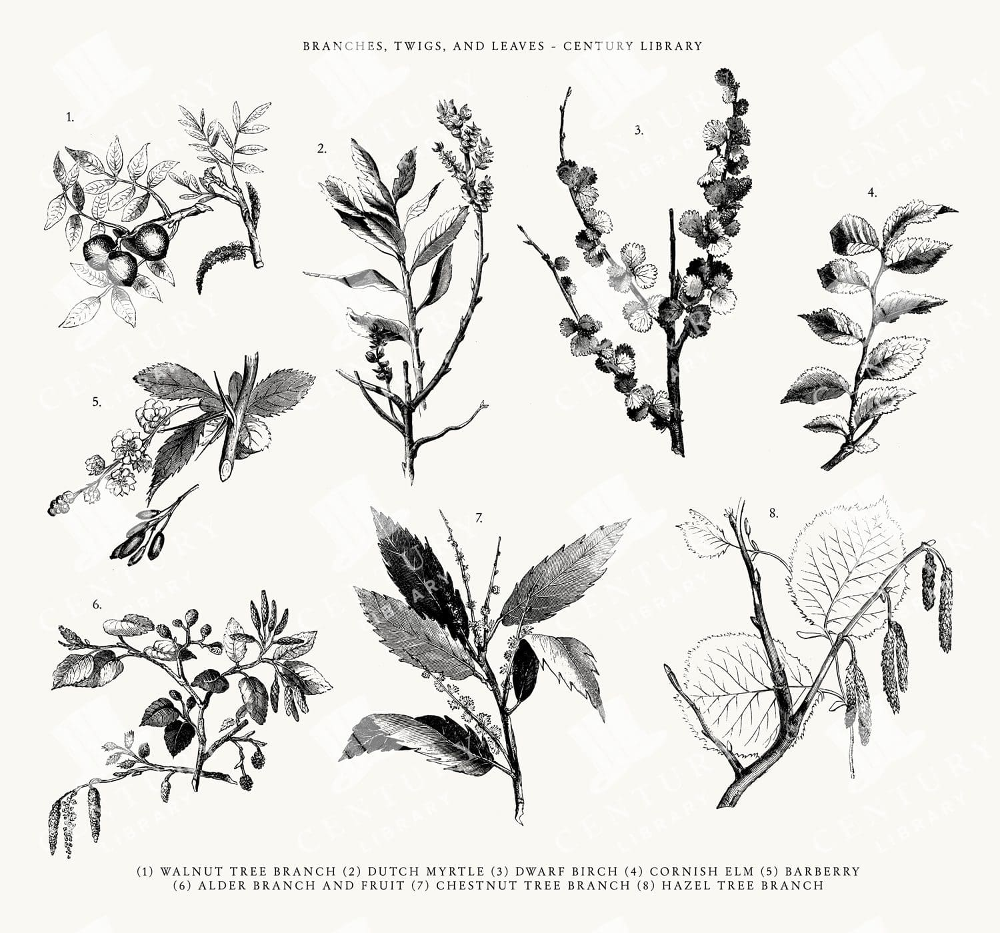 BRANCHES, TWIGS, AND LEAVES - CENTURY LIBRARY
1.
2.
3.
4.
5.
6.
7.
8.
(1) WALNUT TREE BRANCH (2) DUTCH MYRTLE (3) DWARF BIRCH (4) CORNISH ELM (5) BARBERRY
(6) ALDER BRANCH AND FRUIT (7) CHESTNUT TREE BRANCH (8) HAZEL TREE BRANCH
CENTURY
LIBRARY